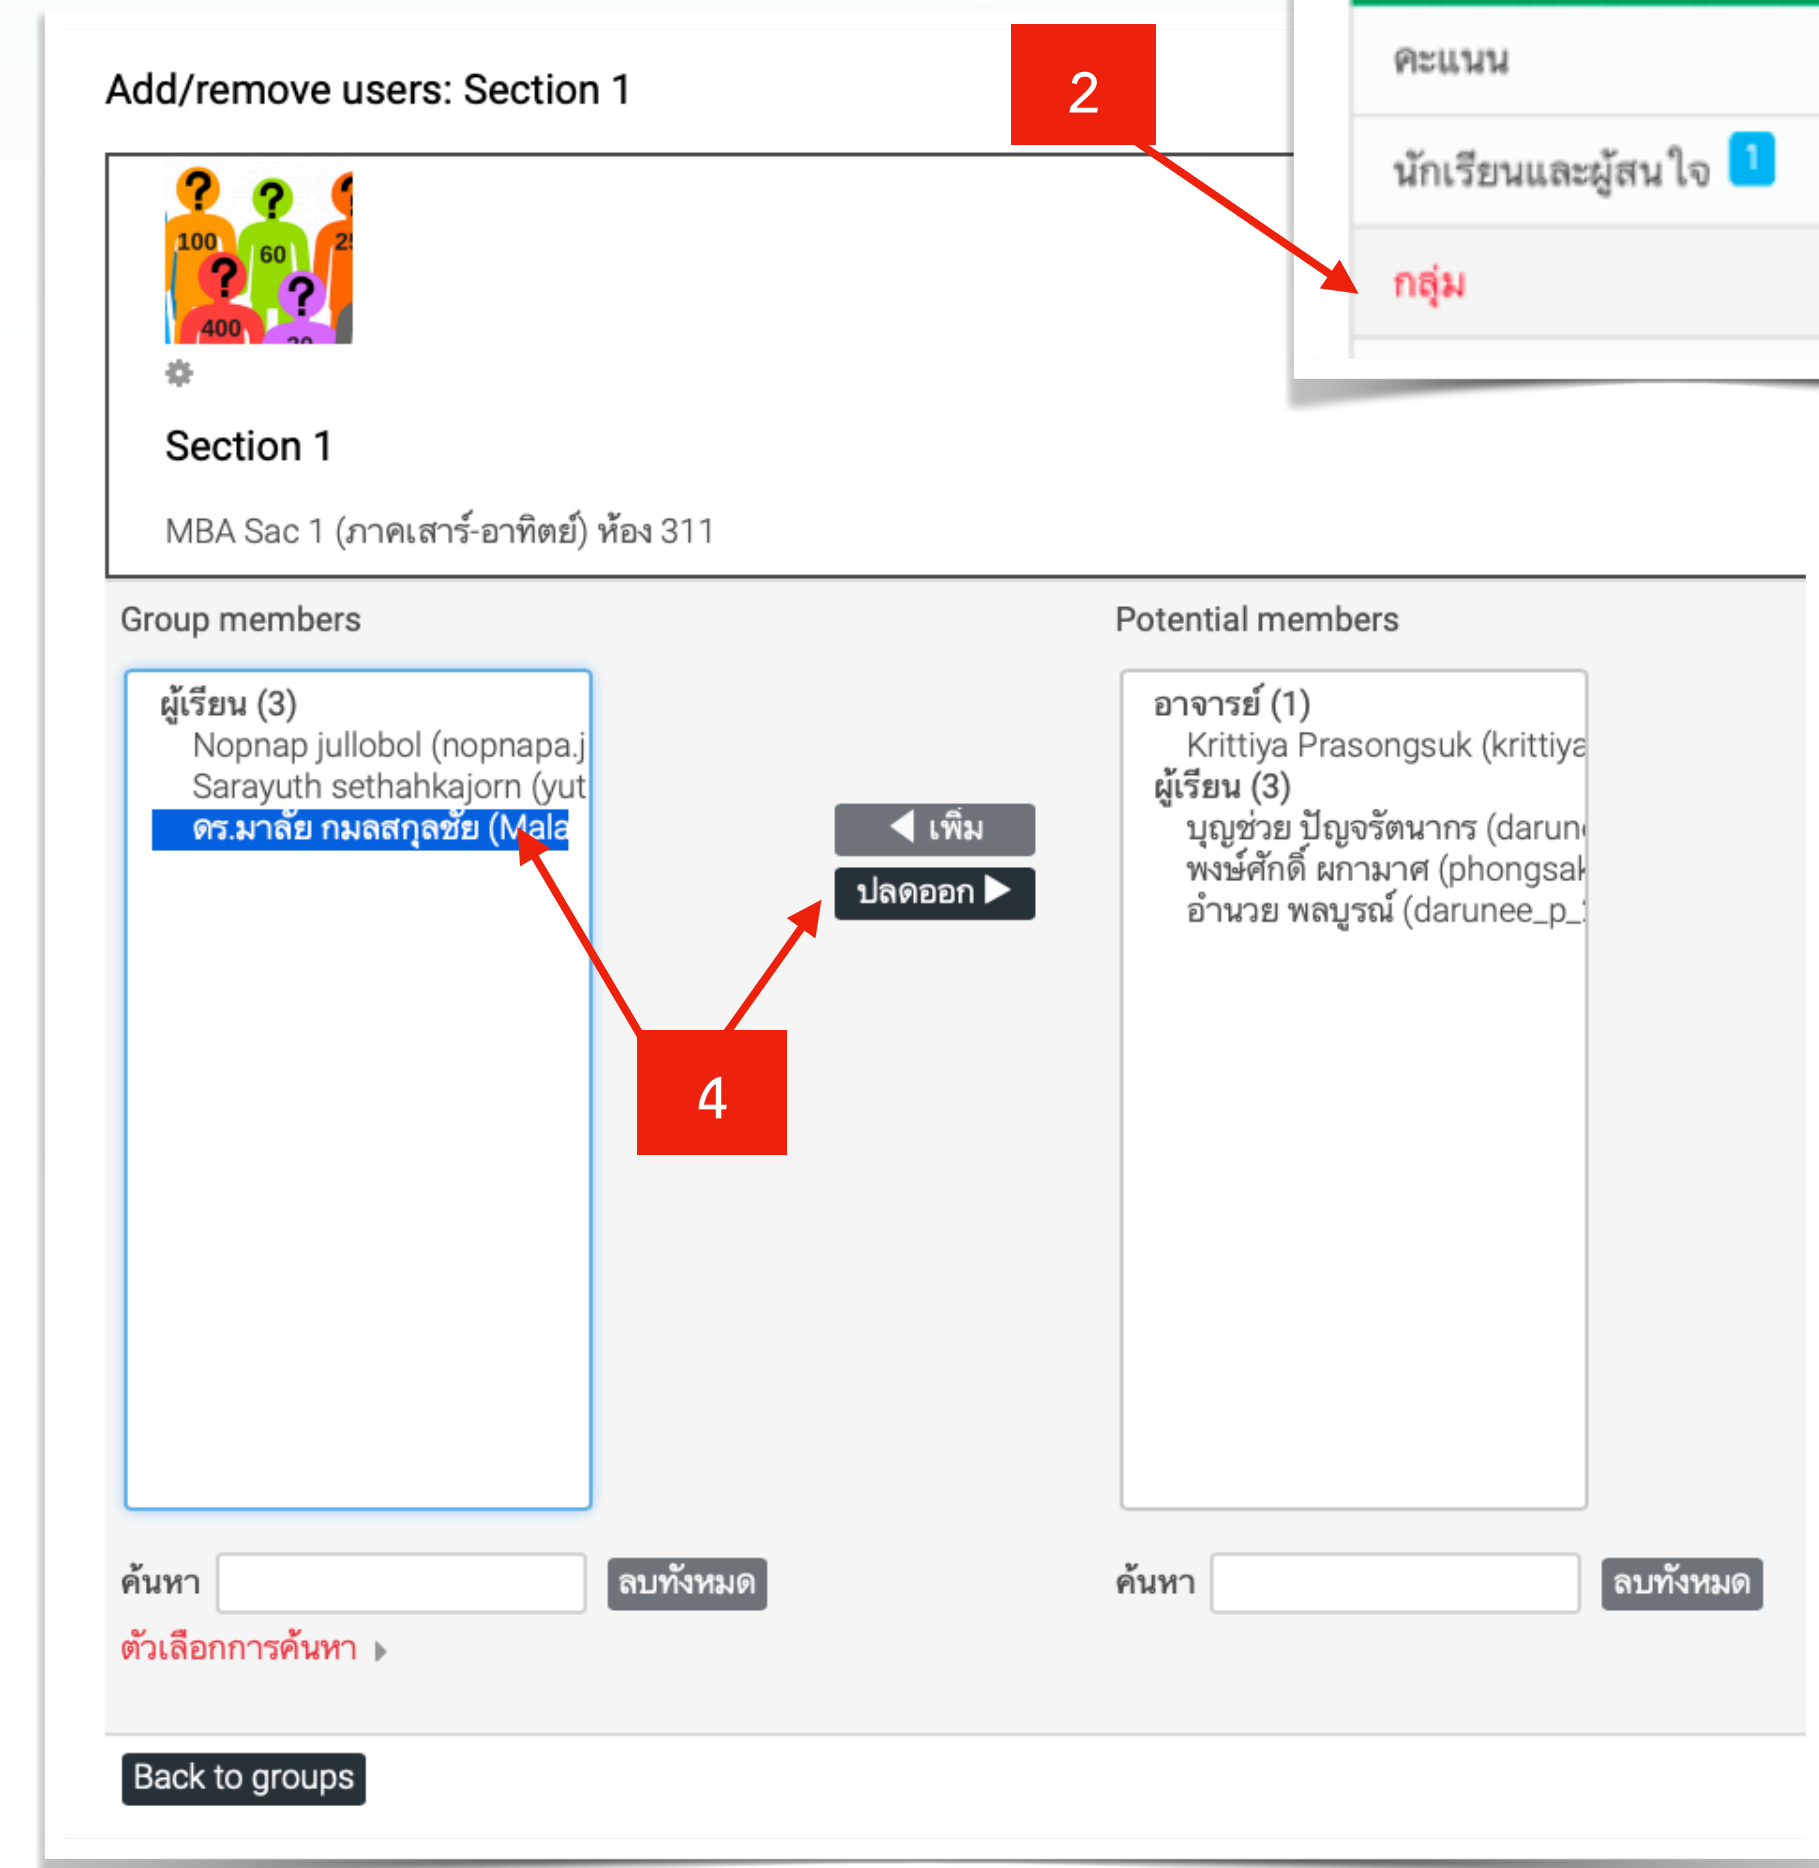 Add/remove users: Section 1
2
คะแนน
นักเรียนและผู้สนใจ 1
กลุ่ม
100
60
400
Section 1
MBA Sac 1 (ภาคเสาร์-อาทิตย์) ห้อง 311
Group members
ผู้เรียน (3)
Nopnap jullobol (nopnapa.j
Sarayuth sethahkajorn (yut
ดร.มาลัย กมลสกุลชัย (Mala
เพิ่ม
ปลดออก
4
Potential members
อาจารย์ (1)
Krittiya Prasongsuk (krittiya
ผู้เรียน (3)
บุญช่วย ปัญจรัตนากร (darun
พงษ์ศักดิ์ ผกามาศ (phongsak
อำนวย พลบูรณ์ (darunee_p_
ค้นหา
ลบทั้งหมด
ค้นหา
ลบทั้งหมด
ตัวเลือกการค้นหา
Back to groups